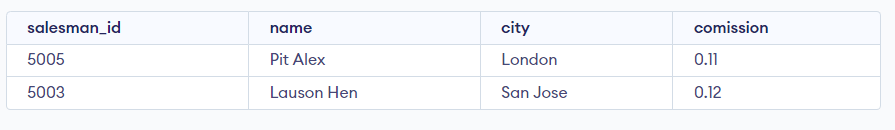 salesman_id name city comission
5005 Pit Alex London 0.11
5003 Lauson Hen San Jose 0.12